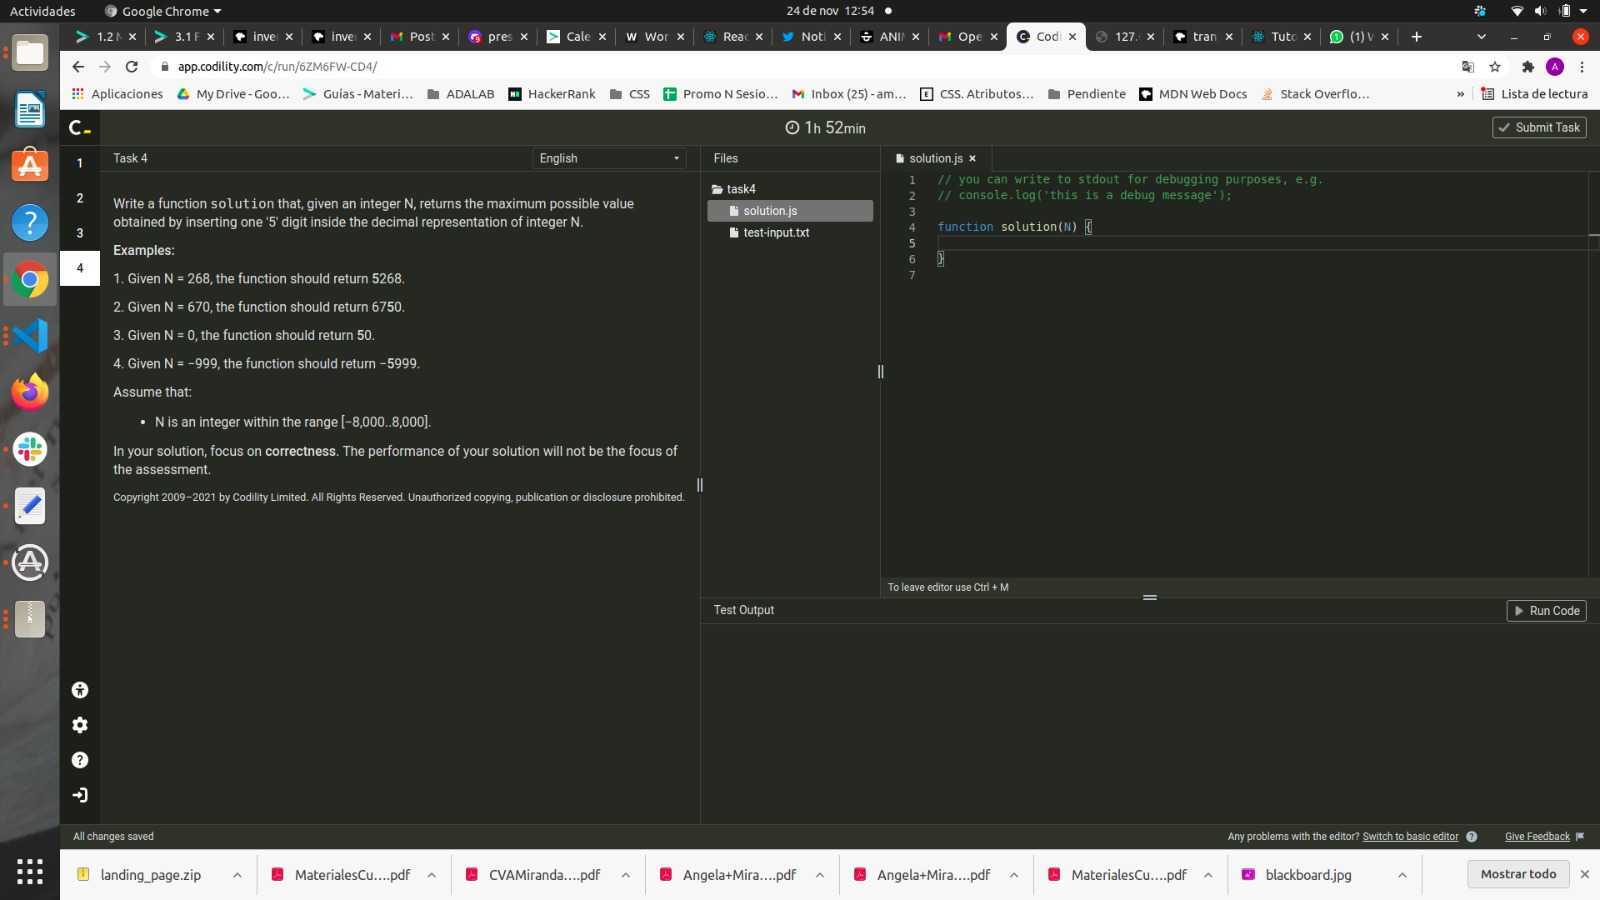 Actividades
Google Chrome
24 de nov 12:54
1.2 M
3.1 F
inve
inve
Post
pres
Cale
W Wor
Reac
Noti
ANIM
Ope
Codi
127.
tran
Tuto
(1) W
app.codility.com/c/run/6ZM6FW-CD4/
A
Aplicaciones
My Drive - Goo...
Guías - Materi...
ADALAB
HackerRank
CSS
Promo N Sesio...
Inbox (25) - am...
CSS. Atributos...
Pendiente
MDN Web Docs
Stack Overflo...
»
Lista de lectura
C_
1h 52min
Submit Task
1
2
3
4
Task 4
English
Write a function solution that, given an integer N, returns the maximum possible value
obtained by inserting one '5' digit inside the decimal representation of integer N.
Examples:
1. Given N = 268, the function should return 5268.
2. Given N = 670, the function should return 6750.
3. Given N = 0, the function should return 50.
4. Given N = −999, the function should return −5999.
Assume that:
• N is an integer within the range [−8,000..8,000].
In your solution, focus on correctness. The performance of your solution will not be the focus of
the assessment.
Copyright 2009–2021 by Codility Limited. All Rights Reserved. Unauthorized copying, publication or disclosure prohibited.
Files
task4
solution.js
test-input.txt
solution.js ×
1 // you can write to stdout for debugging purposes, e.g.
2 // console.log('this is a debug message');
3
4 function solution(N) {
5
6 }
7
To leave editor use Ctrl + M
Test Output
Run Code
All changes saved
Any problems with the editor? Switch to basic editor ?
Give Feedback
landing_page.zip
MaterialesCu....pdf
CVAMiranda....pdf
Angela+Mira....pdf
Angela+Mira....pdf
MaterialesCu....pdf
blackboard.jpg
Mostrar todo